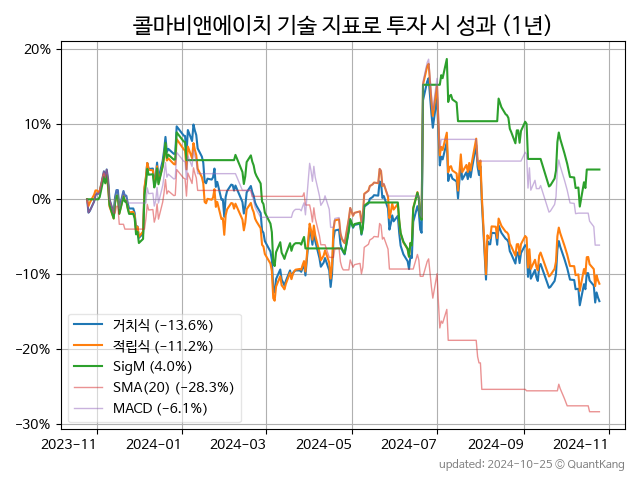 콜마비앤에이치 기술 지표로 투자 시 성과 (1년)
20%
10%
0%
−10%
−20%
−30%
거치식 (−13.6%)
적립식 (−11.2%)
SigM (4.0%)
SMA(20) (−28.3%)
MACD (−6.1%)
2023-11 2024-01 2024-03 2024-05 2024-07 2024-09 2024-11
updated: 2024-10-25 © QuantKang